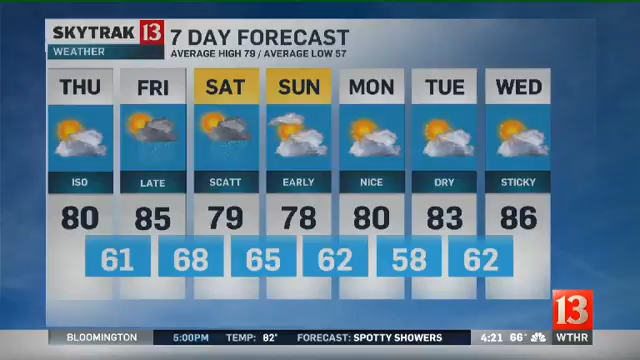 SKYTRAK 13
WEATHER
7 DAY FORECAST
AVERAGE HIGH 79 / AVERAGE LOW 57
THU FRI SAT SUN MON TUE WED
ISO LATE SCATT EARLY NICE DRY STICKY
80 85 79 78 80 83 86
61 68 65 62 58 62
13
BLOOMINGTON 5:00PM TEMP: 82° FORECAST: SPOTTY SHOWERS 4:21 66° WTHR